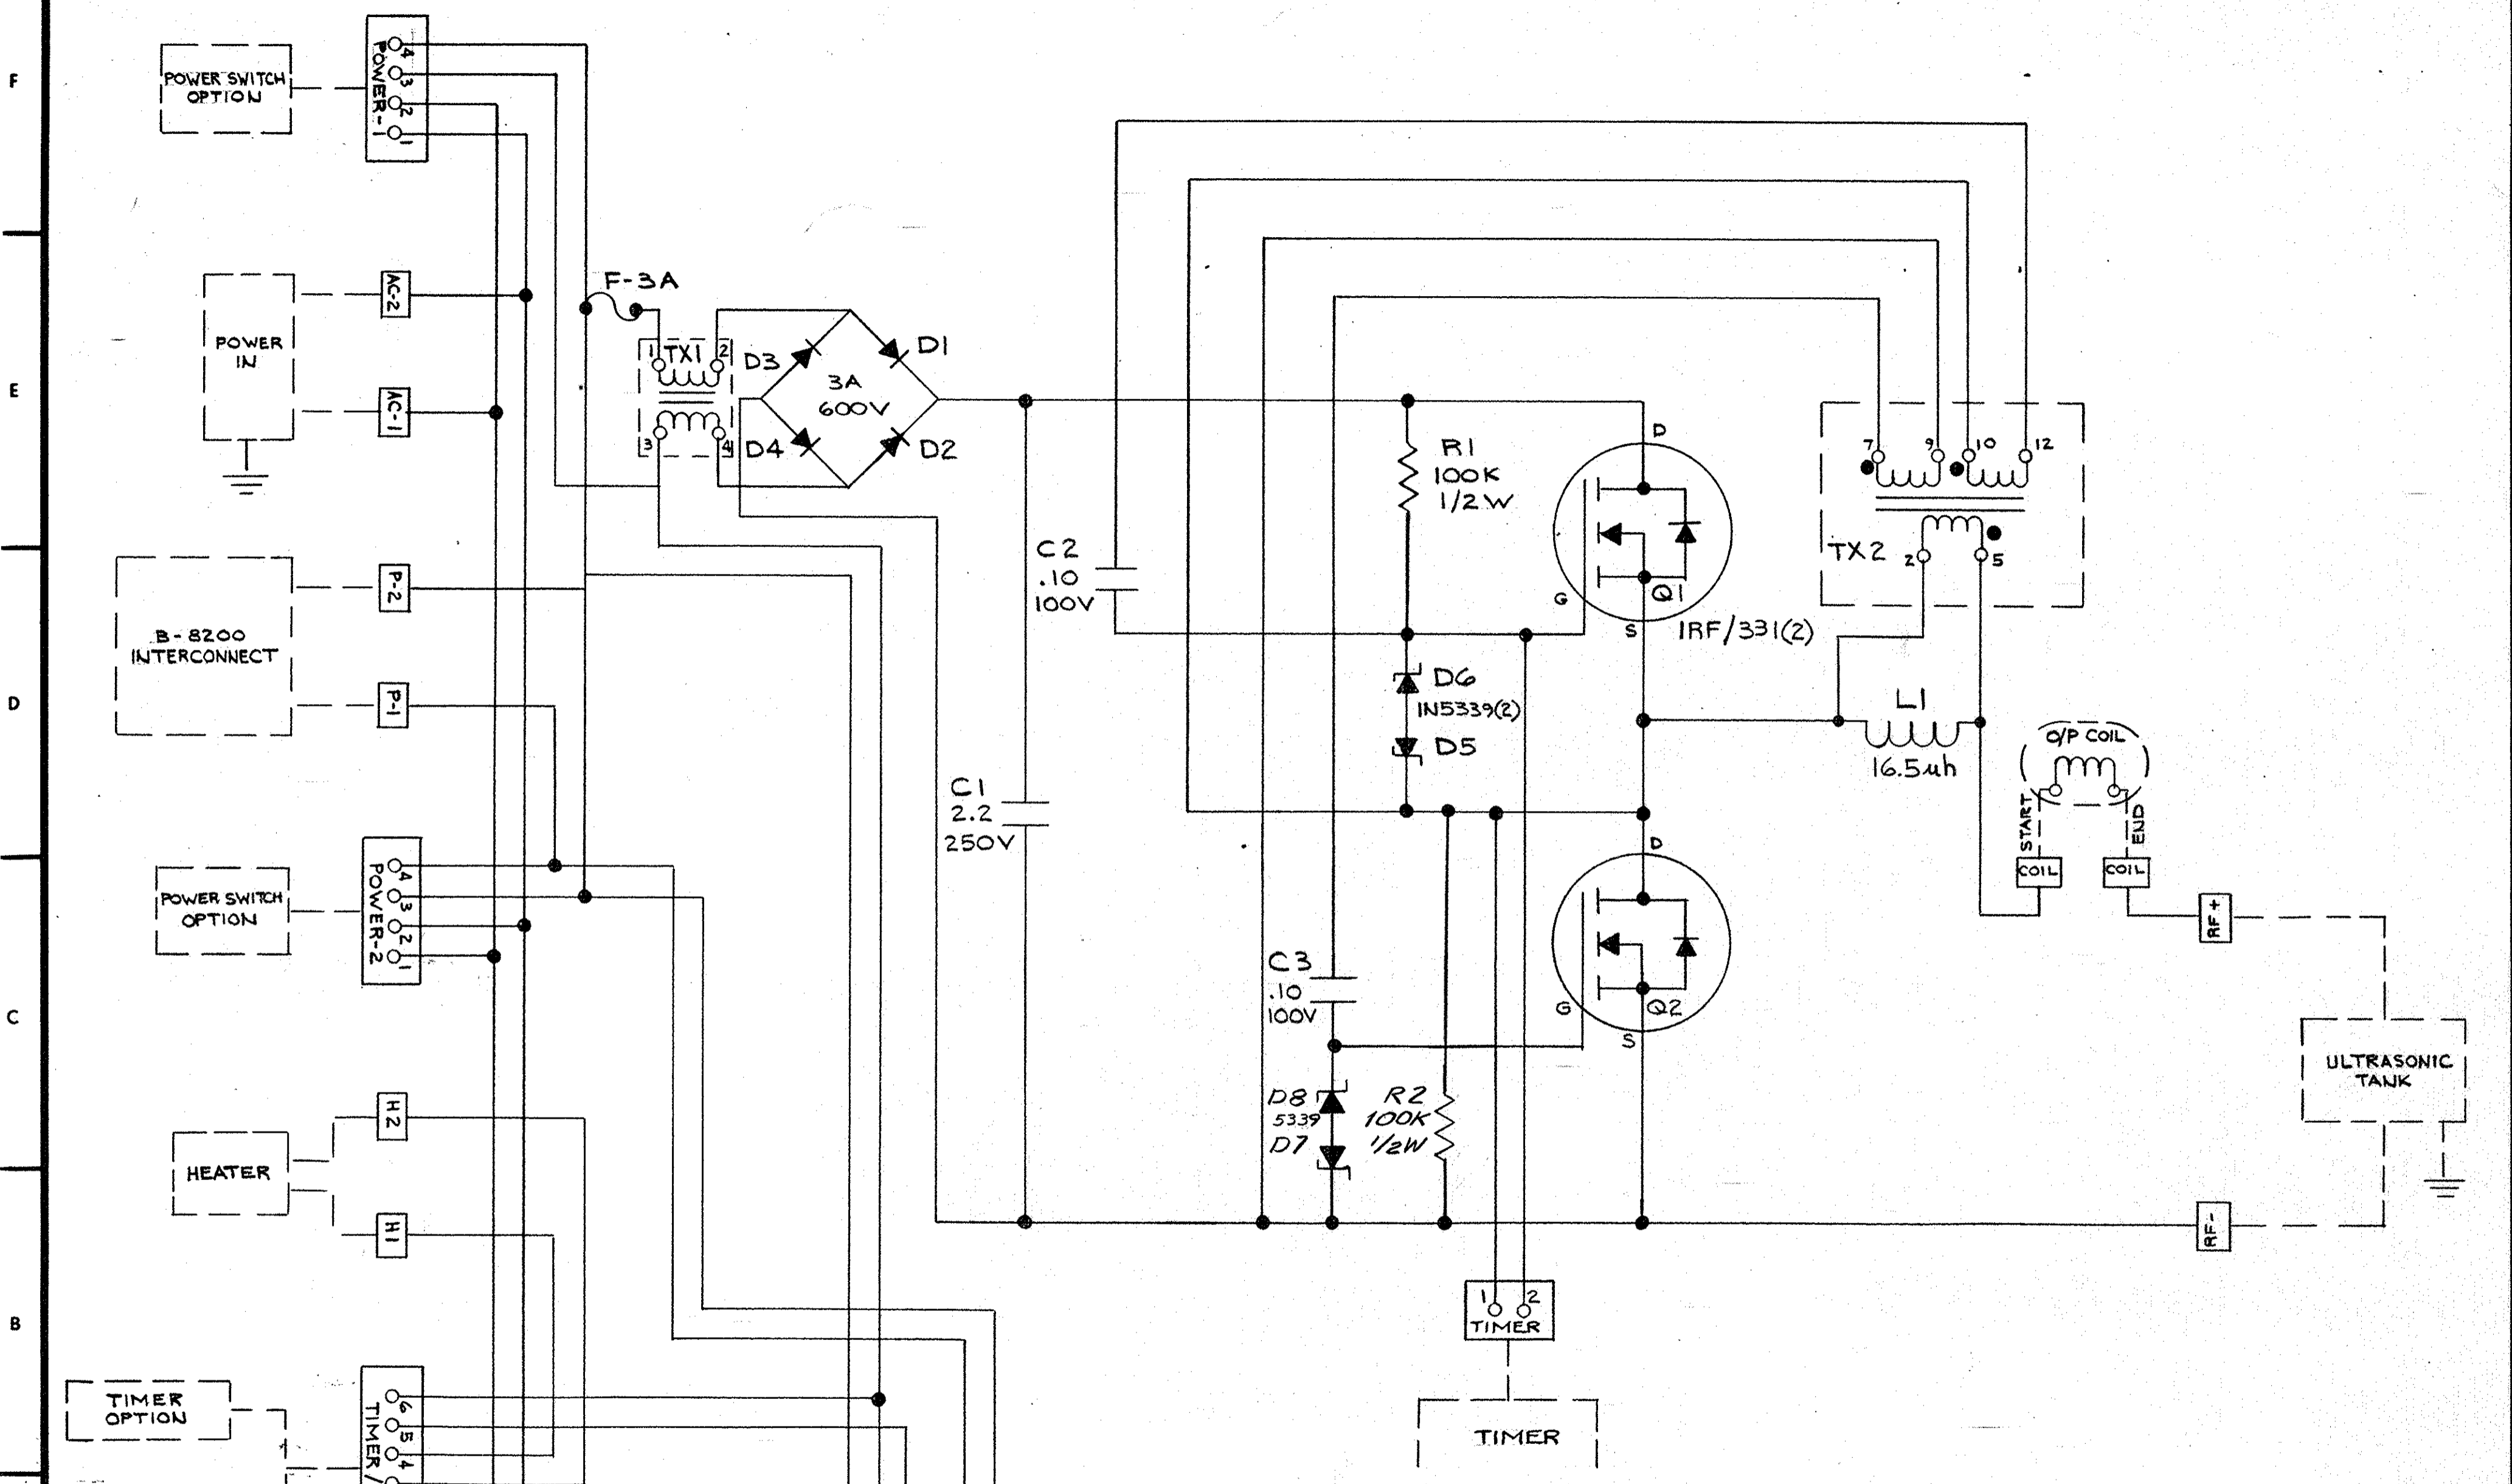 F
E
D
C
B
POWER SWITCH
OPTION
POWER-1
4
3
2
1
POWER
IN
AC-2
AC-1
F-3A
1
TX1
2
3
4
D3
D1
3A
600V
D4
D2
B-8200
INTERCONNECT
P-2
P-1
POWER SWITCH
OPTION
POWER-2
4
3
2
1
HEATER
H2
H1
TIMER
OPTION
TIMER/
6
5
4
C1
2.2
250V
C2
.10
100V
R1
100K
1/2W
D
G
S
Q1
IRF/331(2)
D6
1N5339(2)
D5
D
G
S
Q2
C3
.10
100V
D8
5339
D7
R2
100K
1/2W
1
2
TIMER
TIMER
7
9
10
12
TX2
2
5
L1
16.5uh
O/P COIL
START
END
COIL
COIL
RF+
ULTRASONIC
TANK
RF-